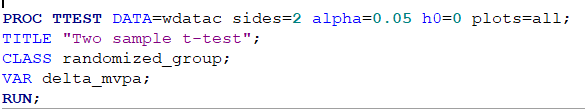 PROC TTEST DATA=wdatac sides=2 alpha=0.05 h0=0 plots=all;
TITLE "Two sample t-test";
CLASS randomized_group;
VAR delta_mvpa;
RUN;